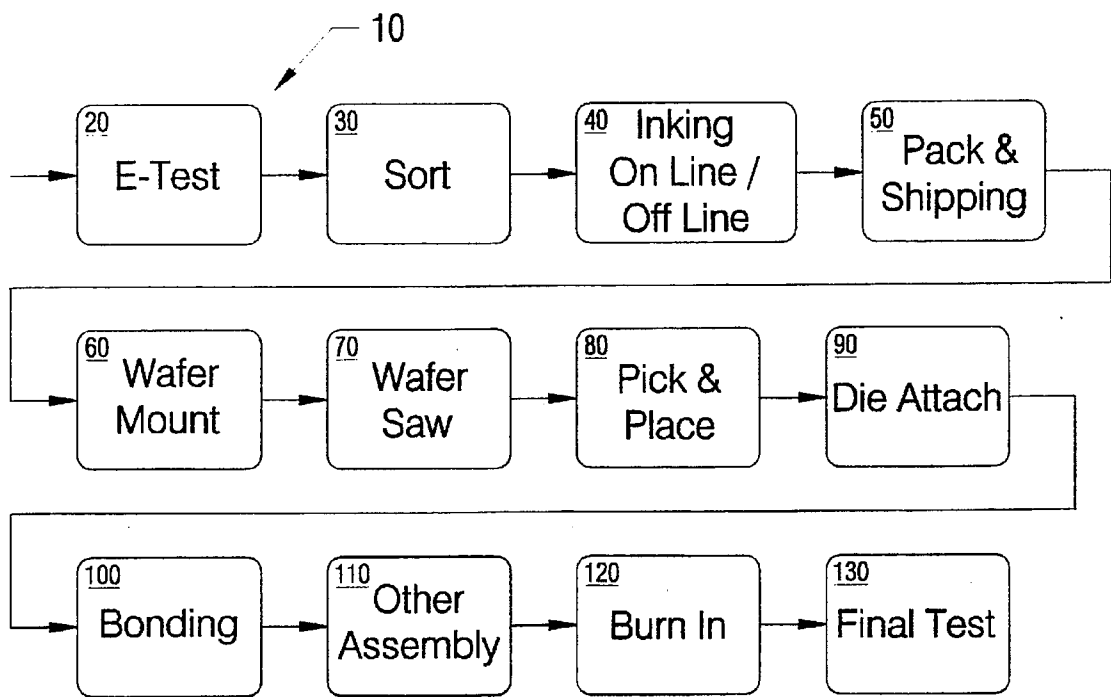 10
20
E-Test
30
Sort
40
Inking
On Line /
Off Line
50
Pack &
Shipping
60
Wafer
Mount
70
Wafer
Saw
80
Pick &
Place
90
Die Attach
100
Bonding
110
Other
Assembly
120
Burn In
130
Final Test